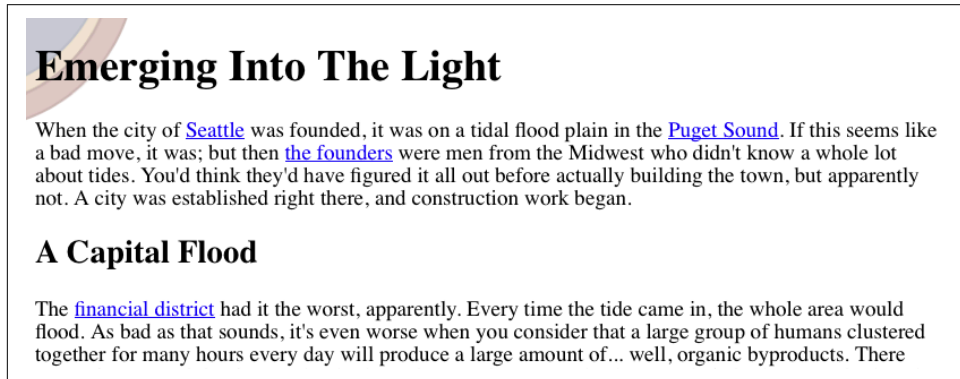 Emerging Into The Light
When the city of Seattle was founded, it was on a tidal flood plain in the Puget Sound. If this seems like
a bad move, it was; but then the founders were men from the Midwest who didn't know a whole lot
about tides. You'd think they'd have figured it all out before actually building the town, but apparently
not. A city was established right there, and construction work began.
A Capital Flood
The financial district had it the worst, apparently. Every time the tide came in, the whole area would
flood. As bad as that sounds, it's even worse when you consider that a large group of humans clustered
together for many hours every day will produce a large amount of... well, organic byproducts. There